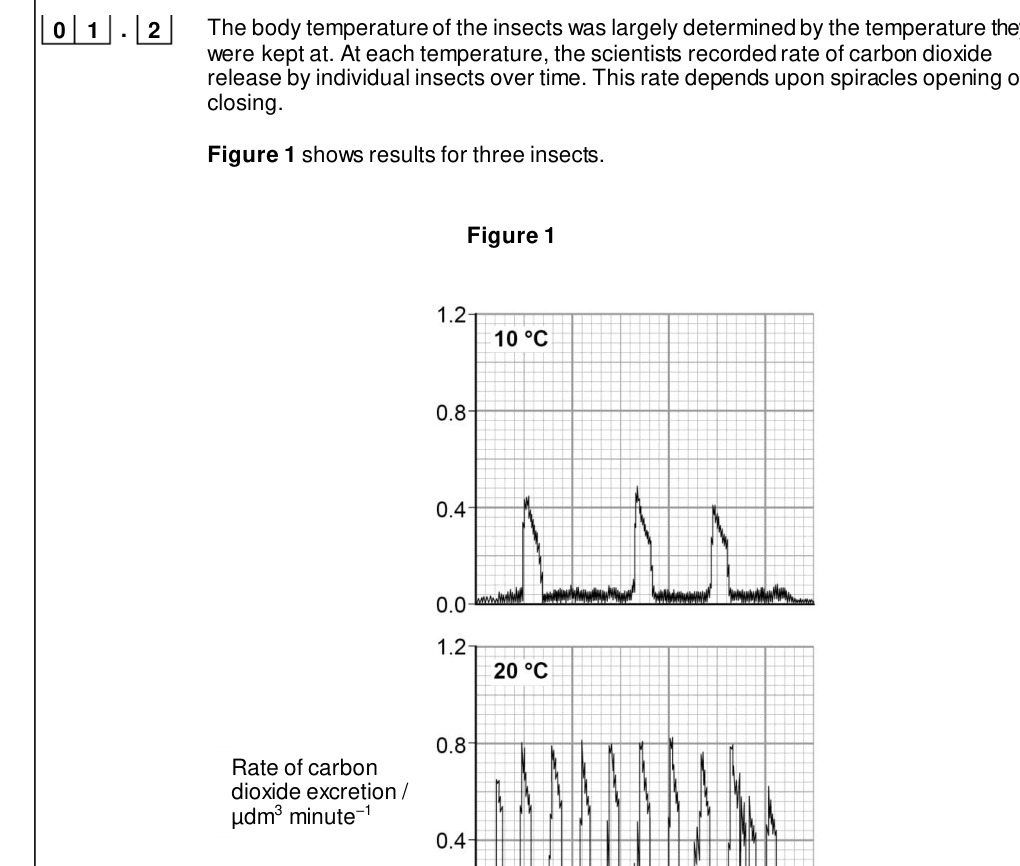 0 1 . 2 The body temperature of the insects was largely determined by the temperature
were kept at. At each temperature, the scientists recorded rate of carbon dioxide
release by individual insects over time. This rate depends upon spiracles opening
closing.
Figure 1 shows results for three insects.
Figure 1
1.2
10 °C
0.8
0.4
0.0
1.2
20 °C
0.8
Rate of carbon
dioxide excretion /
µdm³ minute⁻¹
0.4